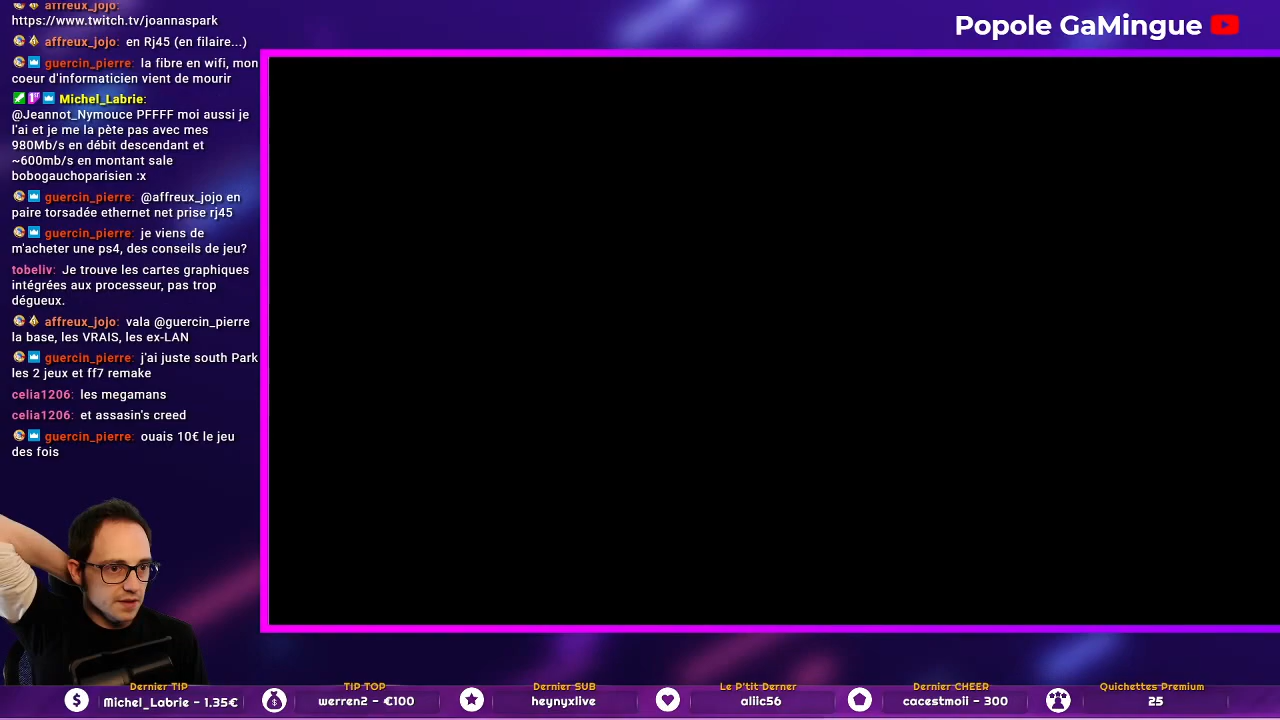 affreux_jojo:
https://www.twitch.tv/joannaspark
affreux_jojo: en Rj45 (en filaire...)
guercin_pierre: la fibre en wifi, mon
coeur d'informaticien vient de mourir
Michel_Labrie:
@Jeannot_Nymouce PFFFF moi aussi je
l'ai et je me la pète pas avec mes
980Mb/s en débit descendant et
~600mb/s en montant sale
bobogauchoparisien :x
guercin_pierre: @affreux_jojo en
paire torsadée ethernet net prise rj45
guercin_pierre: je viens de
m'acheter une ps4, des conseils de jeu?
tobeliv: Je trouve les cartes graphiques
intégrées aux processeur, pas trop
dégueux.
affreux_jojo: vala @guercin_pierre
la base, les VRAIS, les ex-LAN
guercin_pierre: j'ai juste south Park
les 2 jeux et ff7 remake
celia1206: les megamans
celia1206: et assasin's creed
guercin_pierre: ouais 10€ le jeu
des fois
Popole GaMingue
Dernier TIP
Michel_Labrie - 1.35€
TIP TOP
werren2 - €100
Dernier SUB
heynyxlive
Le P'tit Derner
aliic56
Dernier CHEER
cacestmoii - 300
Quichettes Premium
25